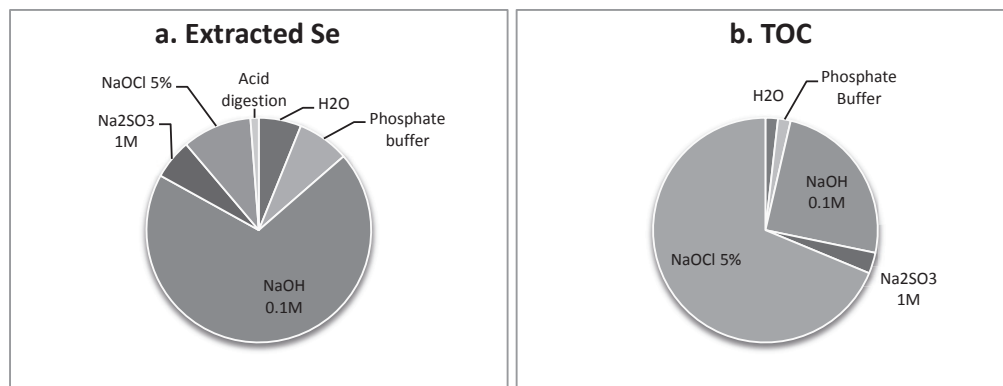 a. Extracted Se
NaOCl 5%
Acid
digestion
H2O
Phosphate
buffer
Na2SO3
1M
NaOH
0.1M
b. TOC
H2O
Phosphate
Buffer
NaOH
0.1M
NaOCl 5%
Na2SO3
1M